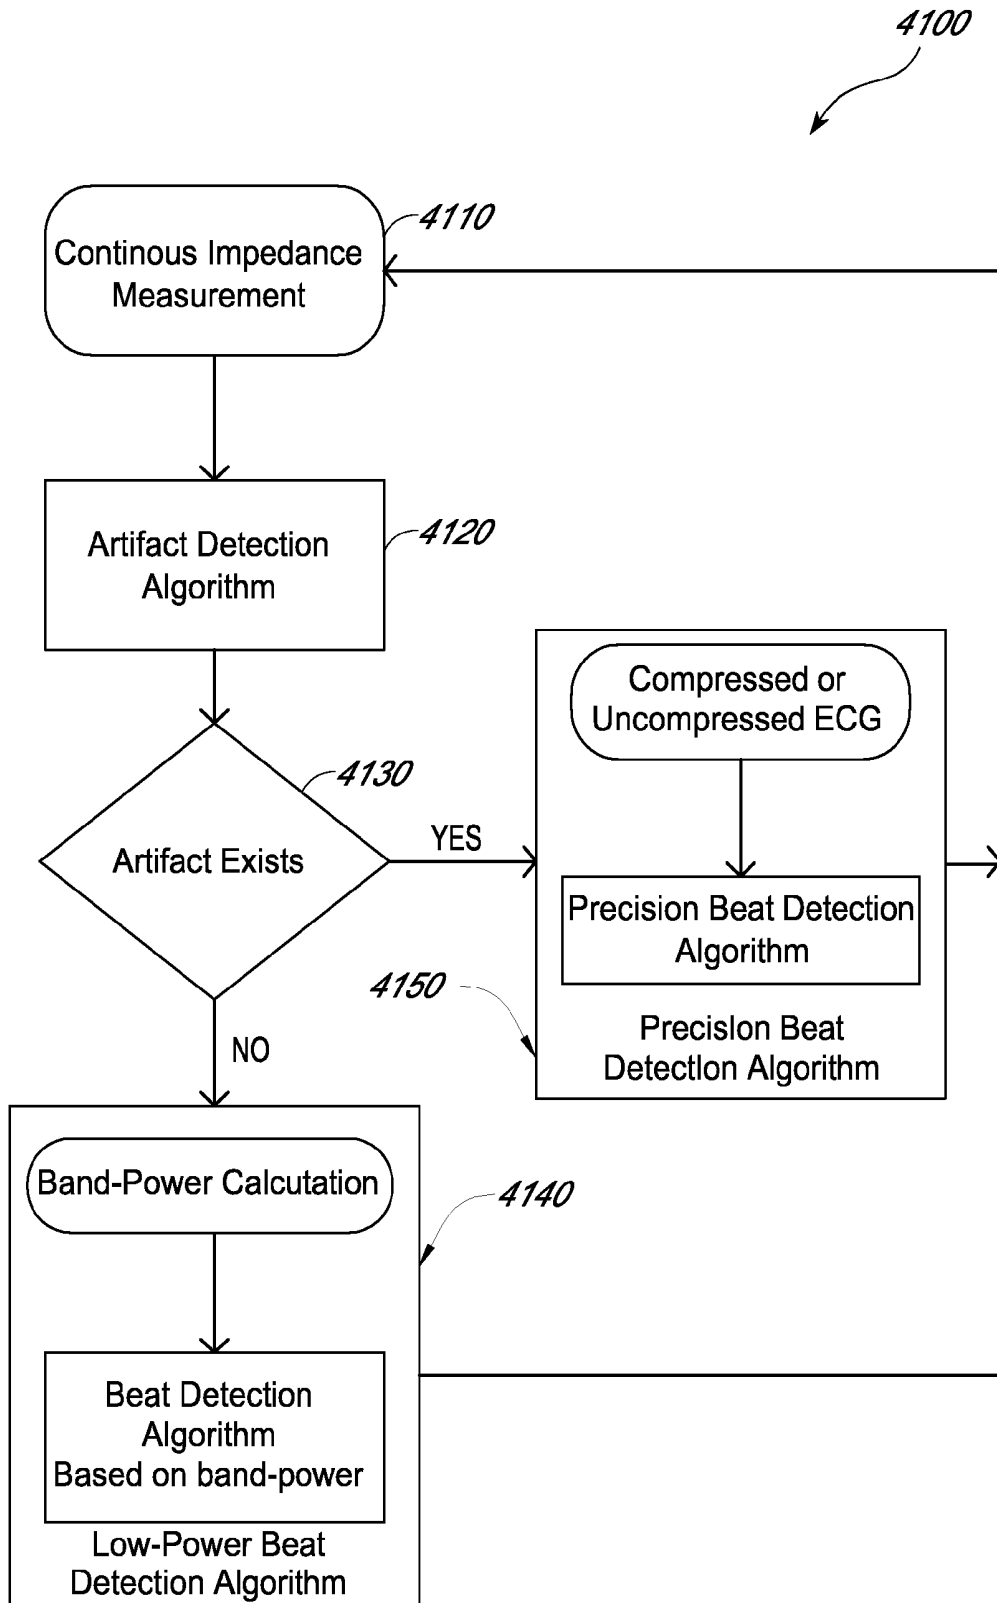 4100
4110
Continous Impedance
Measurement
4120
Artifact Detection
Algorithm
4130
Artifact Exists
YES
Compressed or
Uncompressed ECG
Precision Beat Detection
Algorithm
4150
PrecisIon Beat
DetectIon Algorithm
NO
Band-Power Calcutation
4140
Beat Detection
Algorithm
Based on band-power
Low-Power Beat
Detection Algorithm